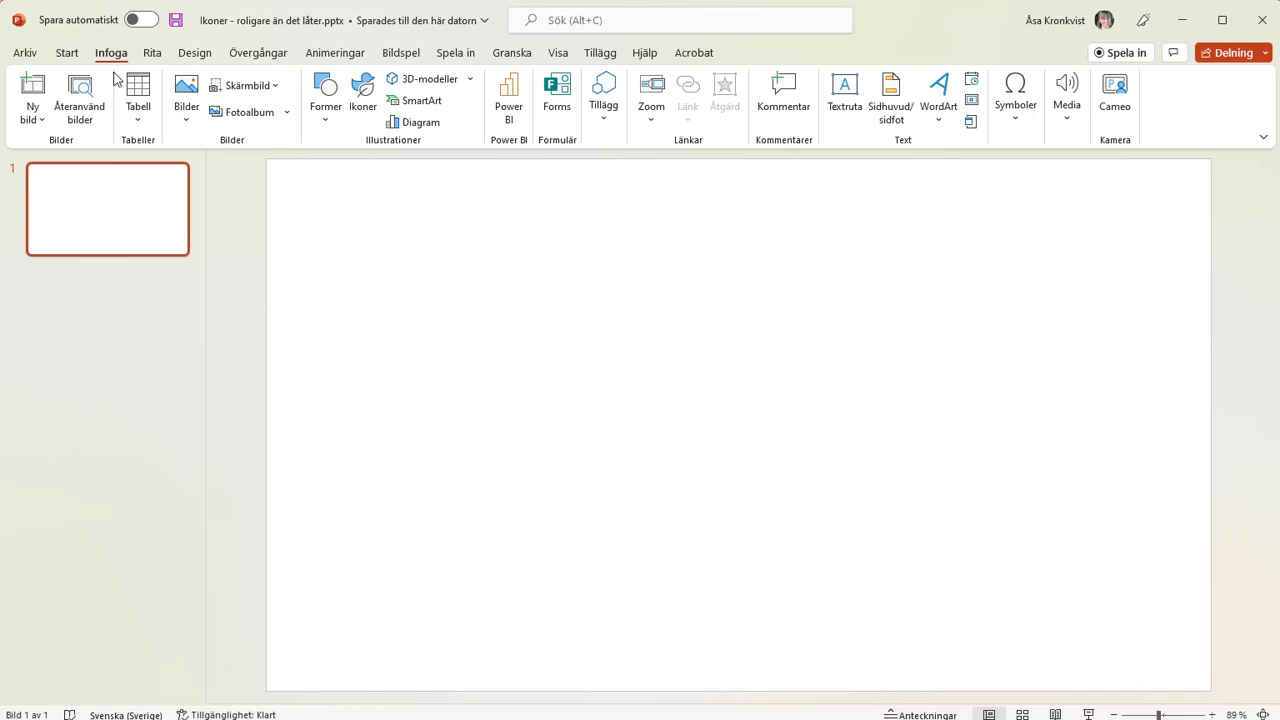 Spara automatiskt Ikoner - roligare än det låter.pptx • Sparades till den här datorn Sök (Alt+C) Åsa Kronkvist
Arkiv Start Infoga Rita Design Övergångar Animeringar Bildspel Spela in Granska Visa Tillägg Hjälp Acrobat Spela in Delning
Ny bild
Återanvänd bilder
Bilder
Tabell
Tabeller
Bilder
Skärmbild
Fotoalbum
Bilder
Former
Ikoner
3D-modeller
SmartArt
Diagram
Illustrationer
Power BI
Power BI
Forms
Formulär
Tillägg
Zoom
Länk
Åtgärd
Länkar
Kommentar
Kommentarer
Textruta
Sidhuvud/
sidfot
WordArt
Text
Symboler
Media
Cameo
Kamera
1
Bild 1 av 1 Svenska (Sverige) Tillgänglighet: Klart Anteckningar 89 %